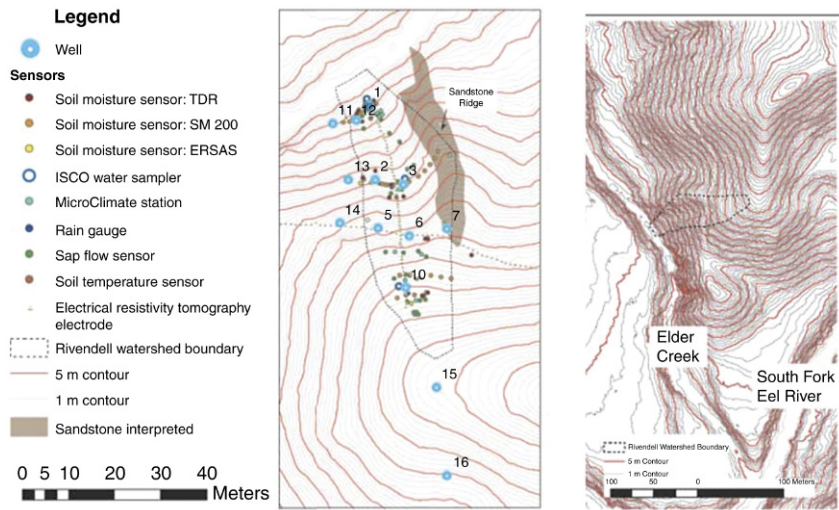 Legend
Well
Sensors
Soil moisture sensor: TDR
Soil moisture sensor: SM 200
Soil moisture sensor: ERSAS
ISCO water sampler
MicroClimate station
Rain gauge
Sap flow sensor
Soil temperature sensor
Electrical resistivity tomography
electrode
Rivendell watershed boundary
5 m contour
1 m contour
Sandstone interpreted
0 5 10 20 30 40
Meters
1
11 12
Sandstone
Ridge
13 2 3
14 5 6 7
10
15
16
Elder
Creek
South Fork
Eel River
Rivendell Watershed Boundary
5 m Contour
1 m Contour
100 50 0 100 Meters